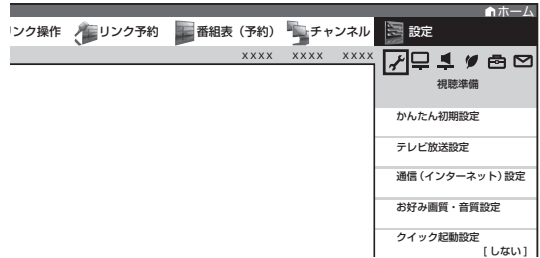 ホーム
ンク操作 リンク予約 番組表（予約） チャンネル 設定
XXXX XXXX XXXX
視聴準備
かんたん初期設定
テレビ放送設定
通信（インターネット）設定
お好み画質・音質設定
クイック起動設定
[しない]